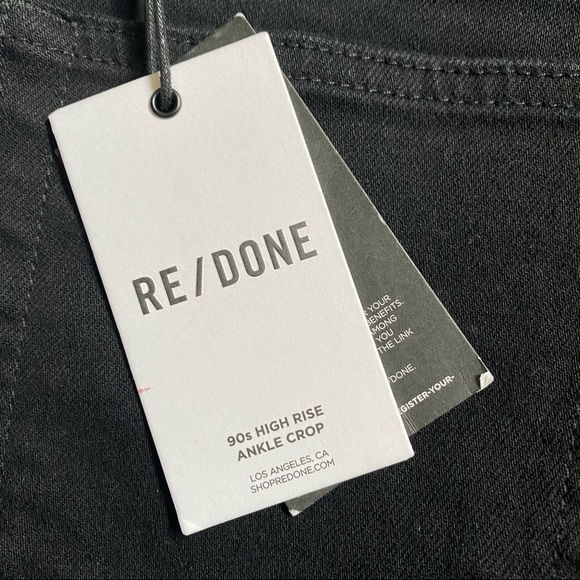 RE/DONE
90s HIGH RISE
ANKLE CROP
LOS ANGELES, CA
SHOPREDONE.COM
YOUR
BENEFITS.
AMONG
YOU
THE LINK
/DONE.
EGISTER-YOUR-